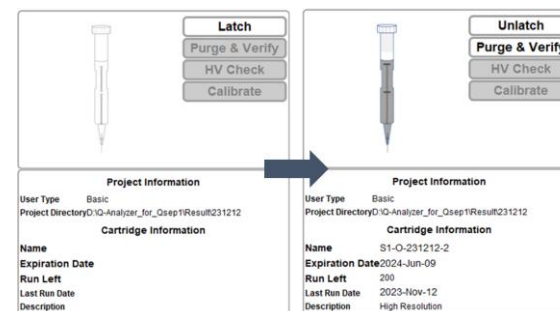 Latch
Purge & Verify
HV Check
Calibrate
Project Information
User Type Basic
Project Directory D:\Q-Analyzer_for_Qsep1\Result\231212
Cartridge Information
Name
Expiration Date
Run Left
Last Run Date
Description
Unlatch
Purge & Verify
HV Check
Calibrate
Project Information
User Type Basic
Project Directory D:\Q-Analyzer_for_Qsep1\Result\231212
Cartridge Information
Name S1-O-231212-2
Expiration Date 2024-Jun-09
Run Left 200
Last Run Date 2023-Nov-12
Description High Resolution